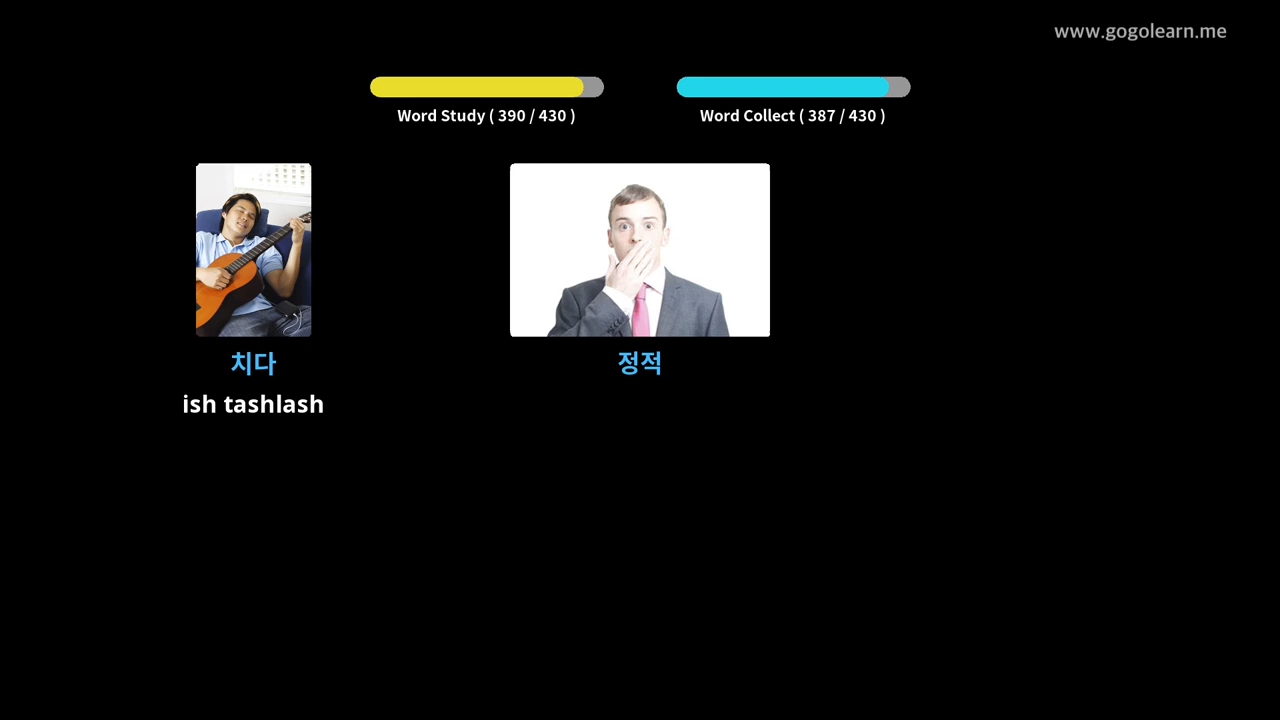 www.gogolearn.me
Word Study ( 390 / 430 )
Word Collect ( 387 / 430 )
치다
정적
ish tashlash